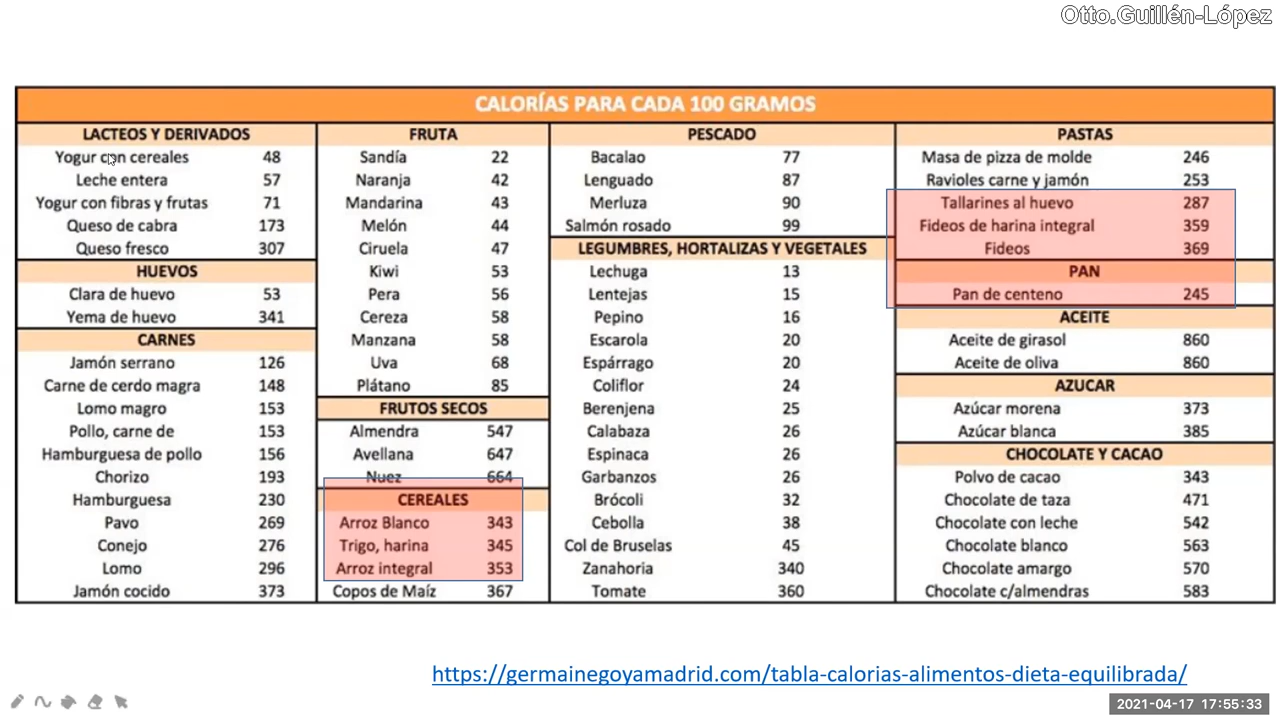 Otto.Guillén-López
CALORÍAS PARA CADA 100 GRAMOS
LACTEOS Y DERIVADOS
Yogur con cereales 48
Leche entera 57
Yogur con fibras y frutas 71
Queso de cabra 173
Queso fresco 307
HUEVOS
Clara de huevo 53
Yema de huevo 341
CARNES
Jamón serrano 126
Carne de cerdo magra 148
Lomo magro 153
Pollo, carne de 153
Hamburguesa de pollo 156
Chorizo 193
Hamburguesa 230
Pavo 269
Conejo 276
Lomo 296
Jamón cocido 373
FRUTA
Sandía 22
Naranja 42
Mandarina 43
Melón 44
Ciruela 47
Kiwi 53
Pera 56
Cereza 58
Manzana 58
Uva 68
Plátano 85
FRUTOS SECOS
Almendra 547
Avellana 647
Nuez 664
CEREALES
Arroz Blanco 343
Trigo, harina 345
Arroz integral 353
Copos de Maíz 367
PESCADO
Bacalao 77
Lenguado 87
Merluza 90
Salmón rosado 99
LEGUMBRES, HORTALIZAS Y VEGETALES
Lechuga 13
Lentejas 15
Pepino 16
Escarola 20
Espárrago 20
Coliflor 24
Berenjena 25
Calabaza 26
Espinaca 26
Garbanzos 26
Brócoli 32
Cebolla 38
Col de Bruselas 45
Zanahoria 340
Tomate 360
PASTAS
Masa de pizza de molde 246
Ravioles carne y jamón 253
Tallarines al huevo 287
Fideos de harina integral 359
Fideos 369
PAN
Pan de centeno 245
ACEITE
Aceite de girasol 860
Aceite de oliva 860
AZUCAR
Azúcar morena 373
Azúcar blanca 385
CHOCOLATE Y CACAO
Polvo de cacao 343
Chocolate de taza 471
Chocolate con leche 542
Chocolate blanco 563
Chocolate amargo 570
Chocolate c/almendras 583
https://germainegoyamadrid.com/tabla-calorias-alimentos-dieta-equilibrada/
2021-04-17 17:55:33